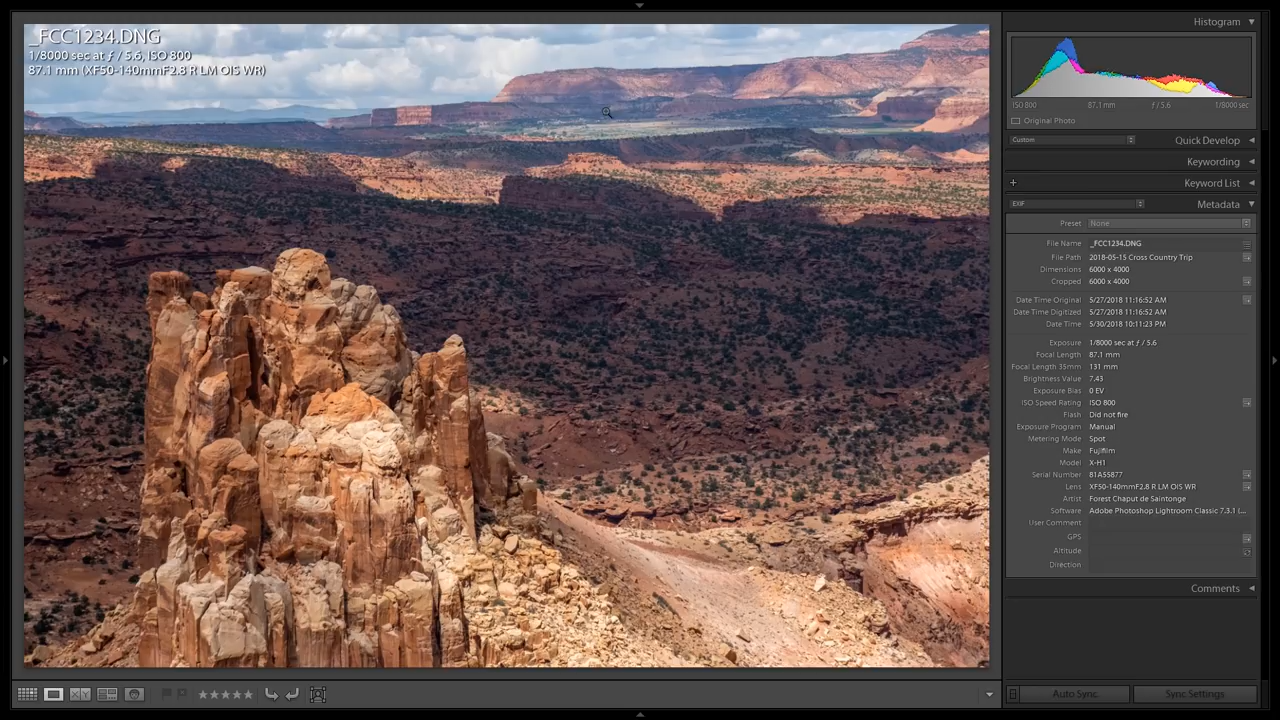 _FCC1234.DNG
1/8000 sec at ƒ / 5.6, ISO 800
87.1 mm (XF50-140mmF2.8 R LM OIS WR)
Histogram
ISO 800 87.1 mm ƒ / 5.6 1/8000 sec
Original Photo
Custom Quick Develop
Keywording
+ Keyword List
EXIF Metadata
Preset None
File Name _FCC1234.DNG
File Path 2018-05-15 Cross Country Trip
Dimensions 6000 x 4000
Cropped 6000 x 4000
Date Time Original 5/27/2018 11:16:52 AM
Date Time Digitized 5/27/2018 11:16:52 AM
Date Time 5/30/2018 10:11:23 PM
Exposure 1/8000 sec at ƒ / 5.6
Focal Length 87.1 mm
Focal Length 35mm 131 mm
Brightness Value 7.43
Exposure Bias 0 EV
ISO Speed Rating ISO 800
Flash Did not fire
Exposure Program Manual
Metering Mode Spot
Make Fujifilm
Model X-H1
Serial Number 81A55877
Lens XF50-140mmF2.8 R LM OIS WR
Artist Forest Chaput de Saintonge
Software Adobe Photoshop Lightroom Classic 7.3.1 (...
User Comment
GPS
Altitude
Direction
Comments
Auto Sync Sync Settings